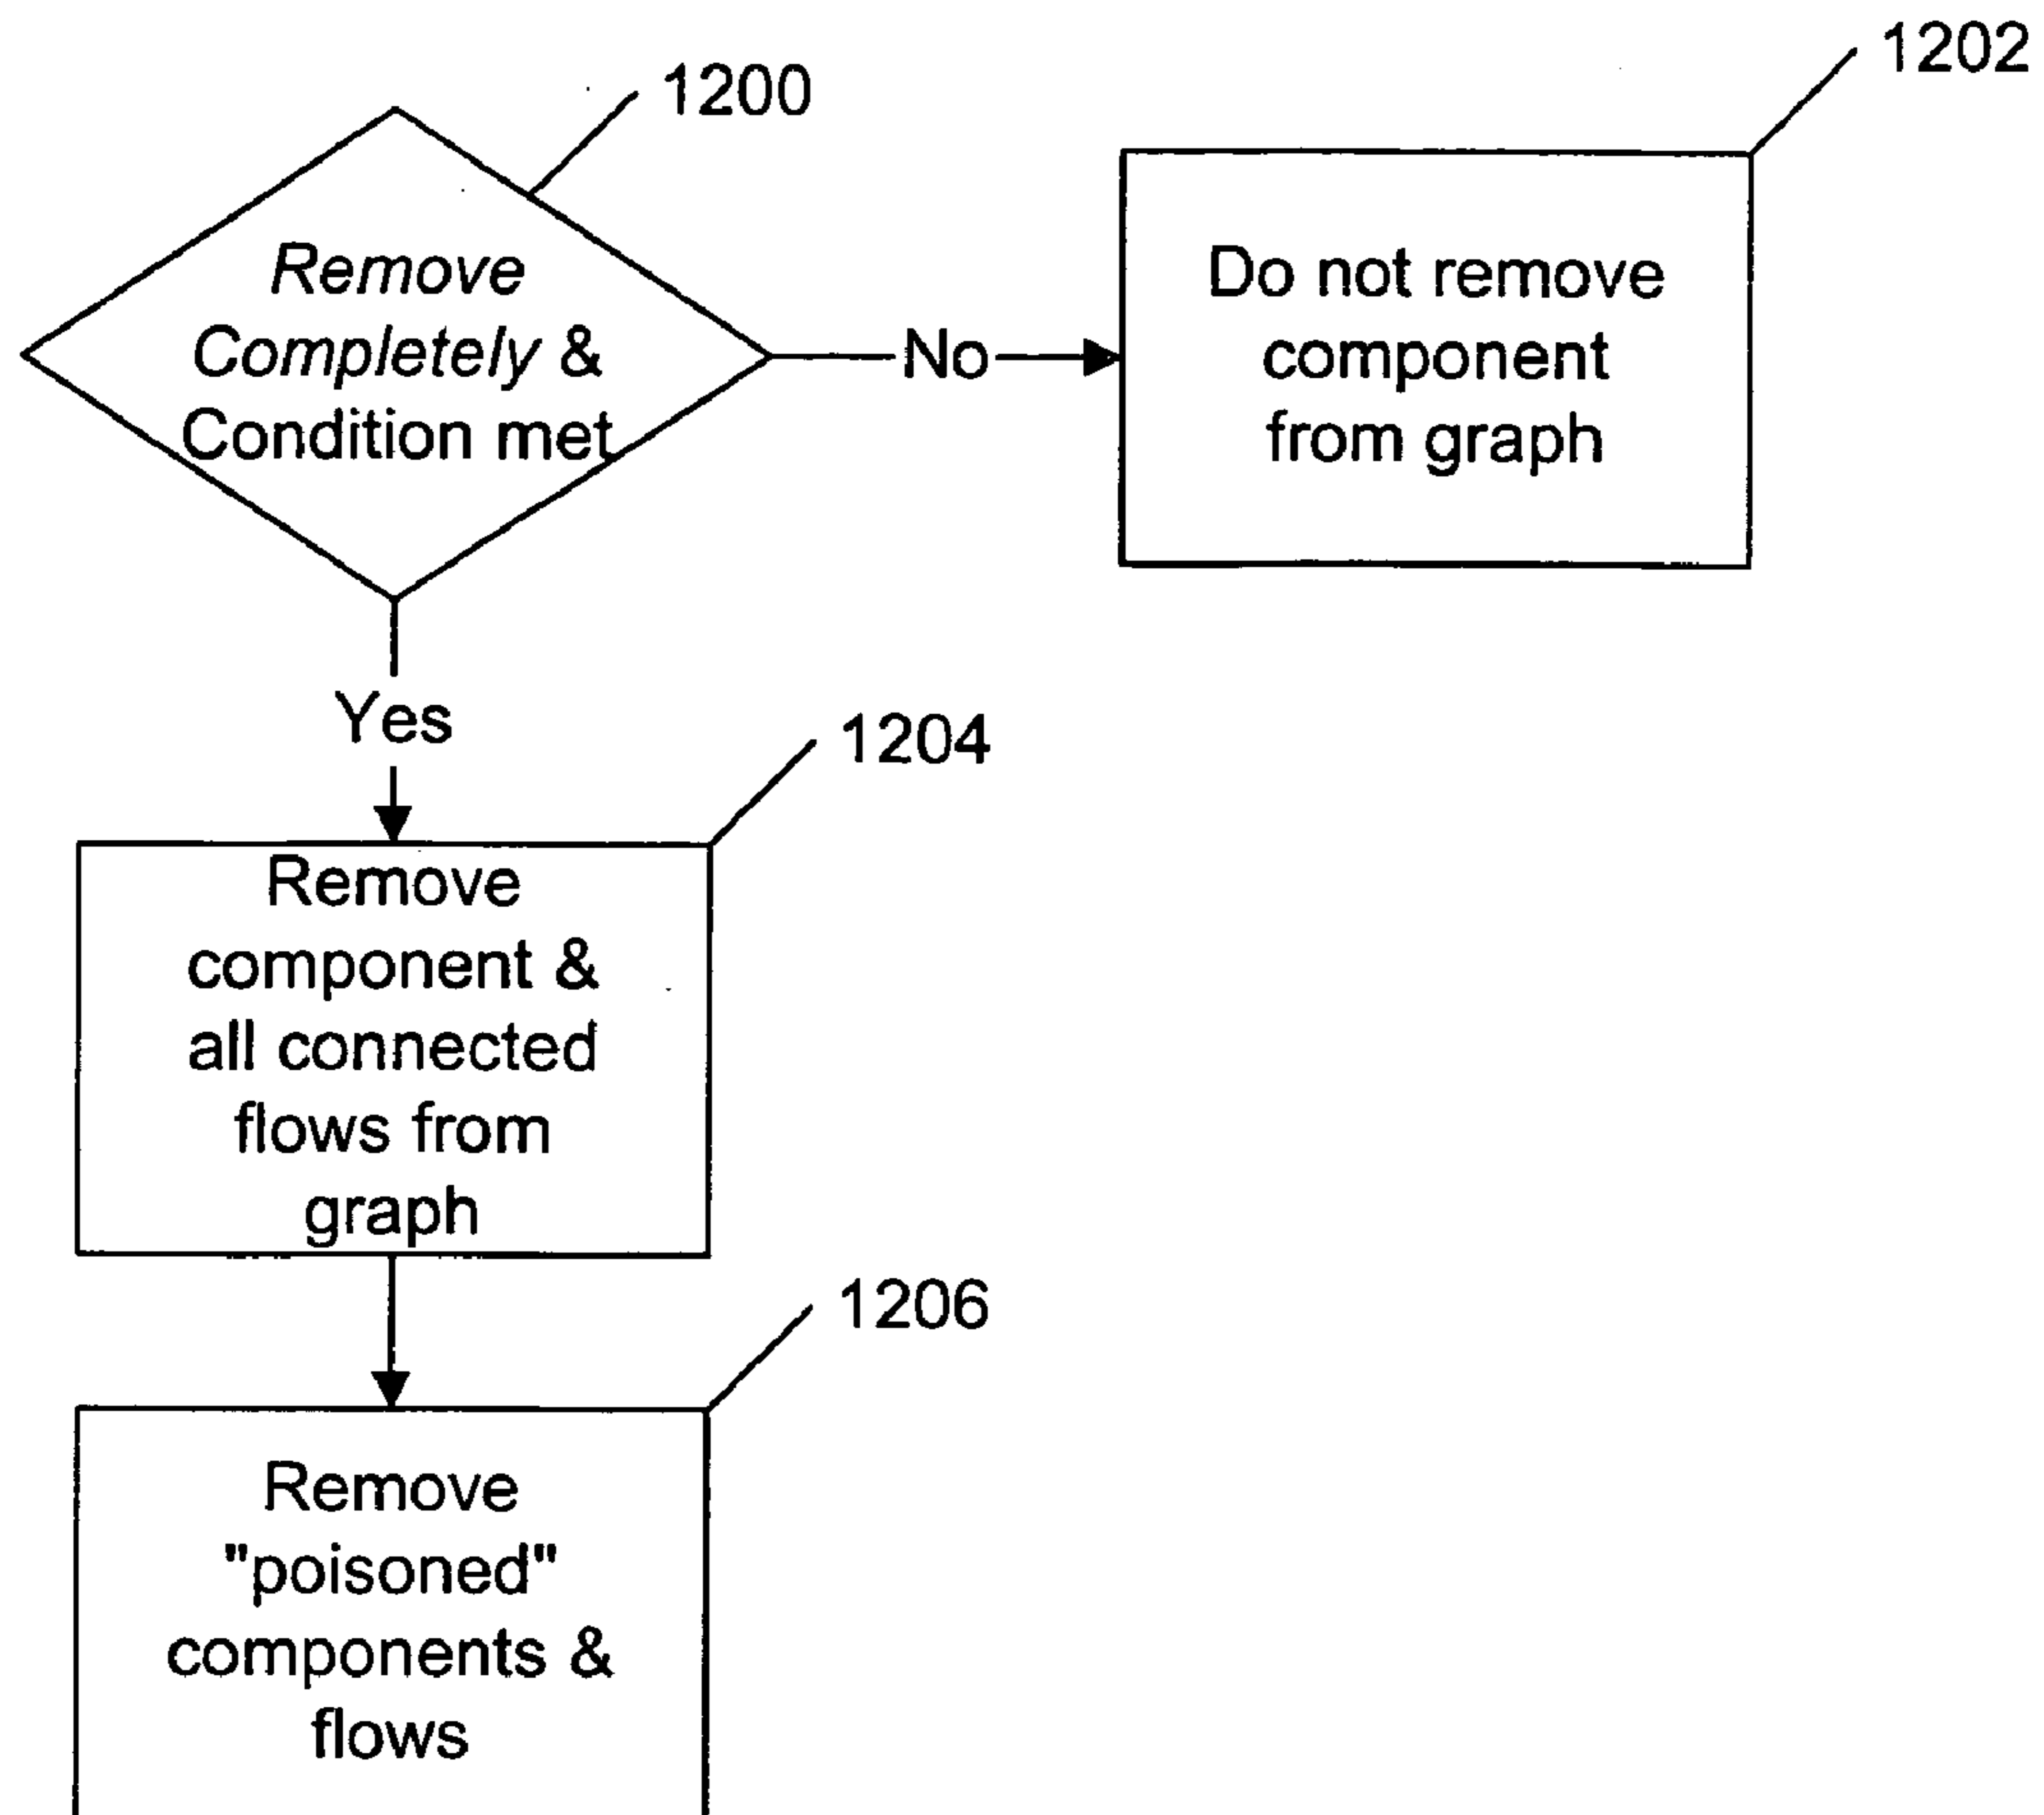 1200
1202
Remove
Completely &
Condition met
No
Do not remove
component
from graph
Yes
1204
Remove
component &
all connected
flows from
graph
1206
Remove
"poisoned"
components &
flows